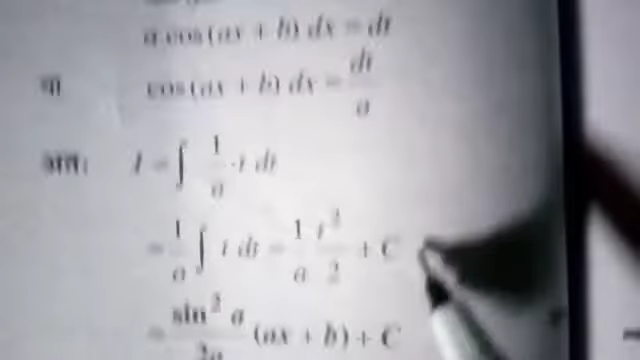 a cos (ax + b) dx = dt
या cos (ax + b) dx = dt/a
अतः I = ∫ 1/a · t dt
= 1/a ∫ t dt = 1/a t²/2 + C
= sin² a/2a (ax + b) + C